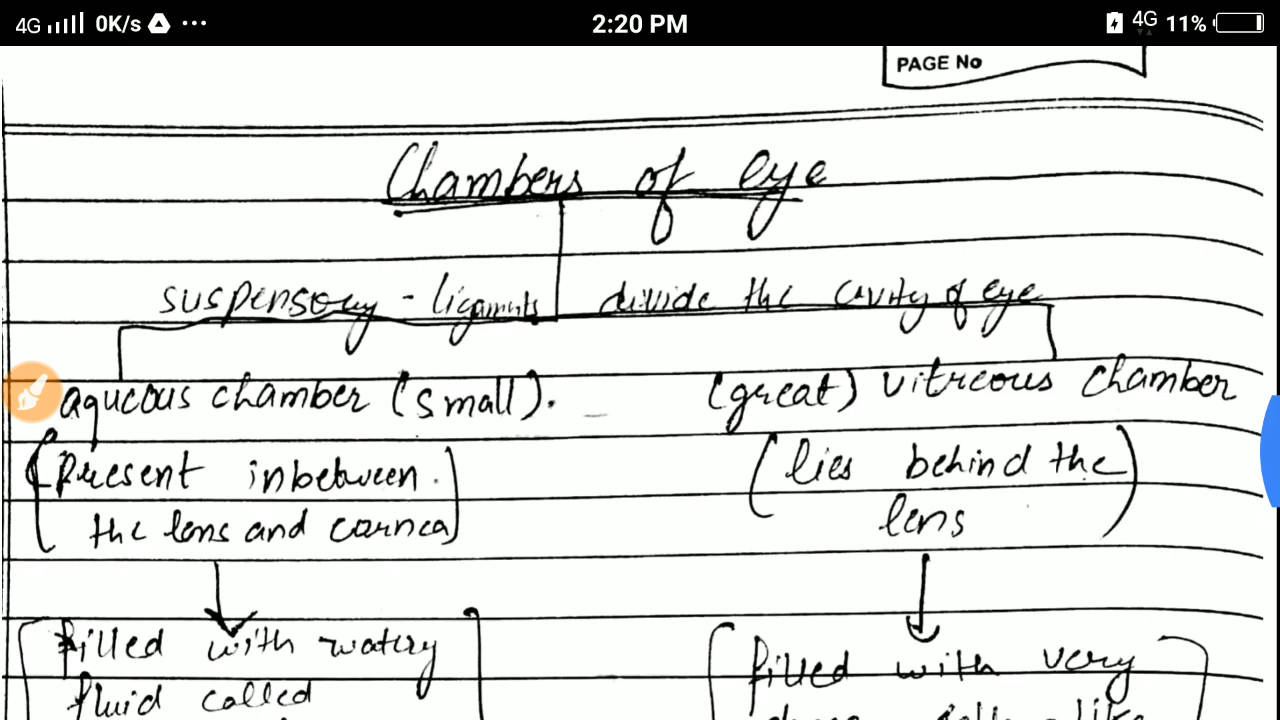 4G 0K/s ... 2:20 PM 4G 11%
PAGE No
Chambers of eye
suspensory - ligaments divide the cavity of eye
aqueous chamber (small). (great) vitreous chamber
(Present inbetween. (lies behind the
the lens and cornea) lens)
filled with watery filled with very
fluid called like